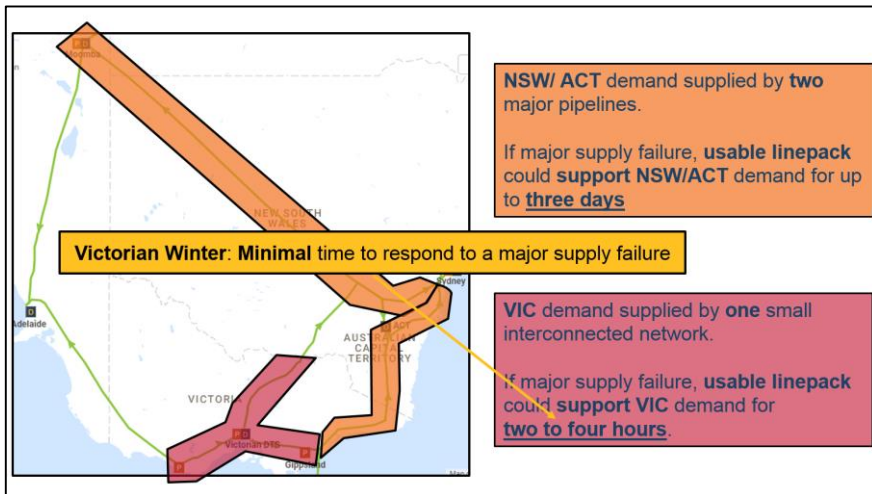 Moomba
NSW/ ACT demand supplied by two
major pipelines.
If major supply failure, usable linepack
could support NSW/ACT demand for up
to three days
NEW SOUTH
WALES
Victorian Winter: Minimal time to respond to a major supply failure
Sydney
Adelaide
D
ACT
AUSTRALIAN
CAPITAL
TERRITORY
VIC demand supplied by one small
interconnected network.
If major supply failure, usable linepack
could support VIC demand for
two to four hours.
VICTORIA
P D
Victorian DTS
P
P
Gippsland